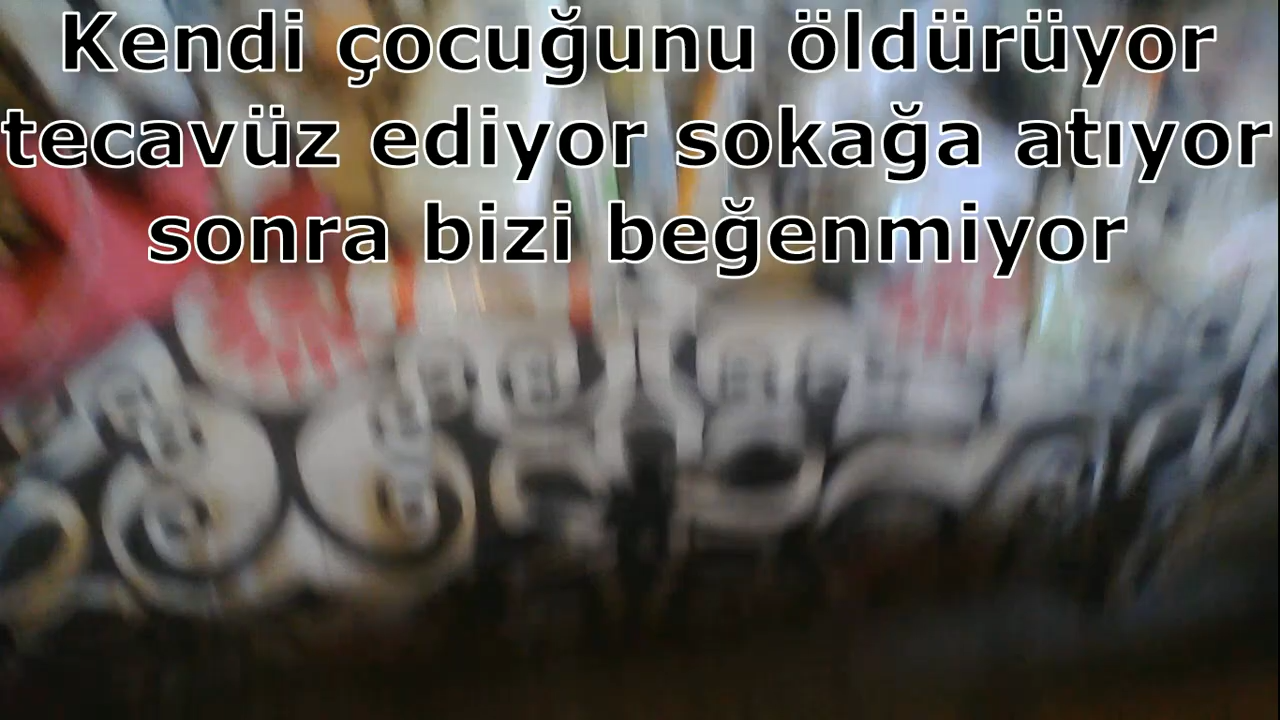 Kendi çocuğunu öldürüyor
tecavüz ediyor sokağa atıyor
sonra bizi beğenmiyor